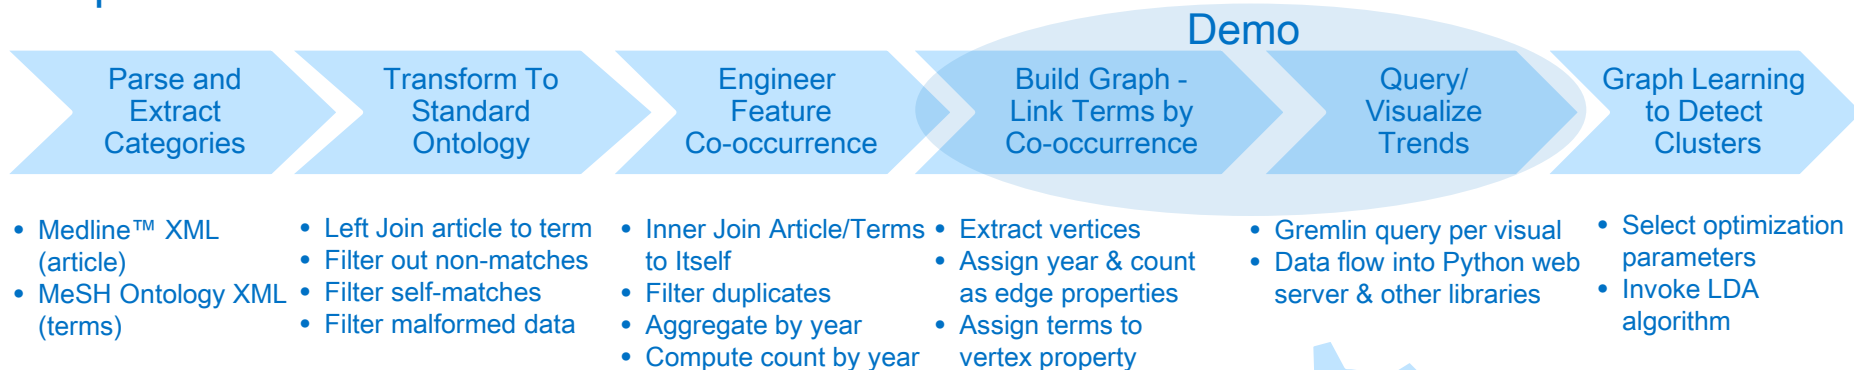 Demo
Parse and
Extract
Categories
Transform To
Standard
Ontology
Engineer
Feature
Co-occurrence
Build Graph -
Link Terms by
Co-occurrence
Query/
Visualize
Trends
Graph Learning
to Detect
Clusters
• Medline™ XML
(article)
• MeSH Ontology XML
(terms)
• Left Join article to term
• Filter out non-matches
• Filter self-matches
• Filter malformed data
• Inner Join Article/Terms
to Itself
• Filter duplicates
• Aggregate by year
• Compute count by year
• Extract vertices
• Assign year & count
as edge properties
• Assign terms to
vertex property
• Gremlin query per visual
• Data flow into Python web
server & other libraries
• Select optimization
parameters
• Invoke LDA
algorithm